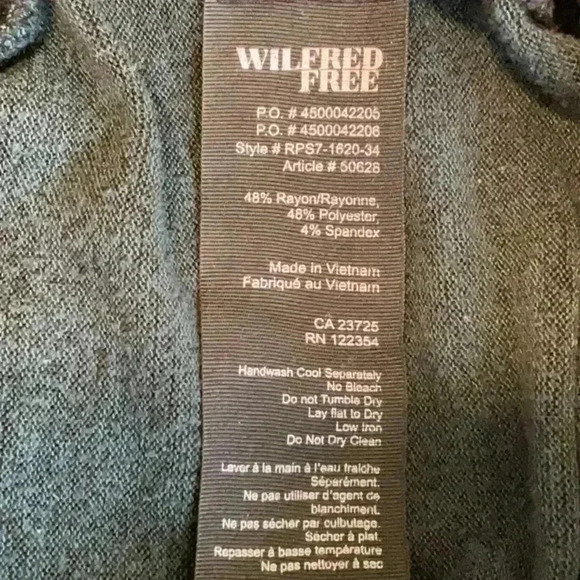 WILFRED
FREE
P.O. # 4500042205
P.O. # 4500042206
Style # RPS7-1620-34
Article # 50628
48% Rayon/Rayonne,
48% Polyester,
4% Spandex
Made in Vietnam
Fabriqué au Vietnam
CA 23725
RN 122354
Handwash Cool Separately
No Bleach
Do not Tumble Dry
Lay flat to Dry
Low Iron
Do Not Dry Clean
Laver à la main à l'eau fraîche
Séparément.
Ne pas utiliser d'agent de
blanchiment.
Ne pas sécher par culbutage.
Sécher à plat.
Repasser à basse température
Ne pas nettoyer à sec